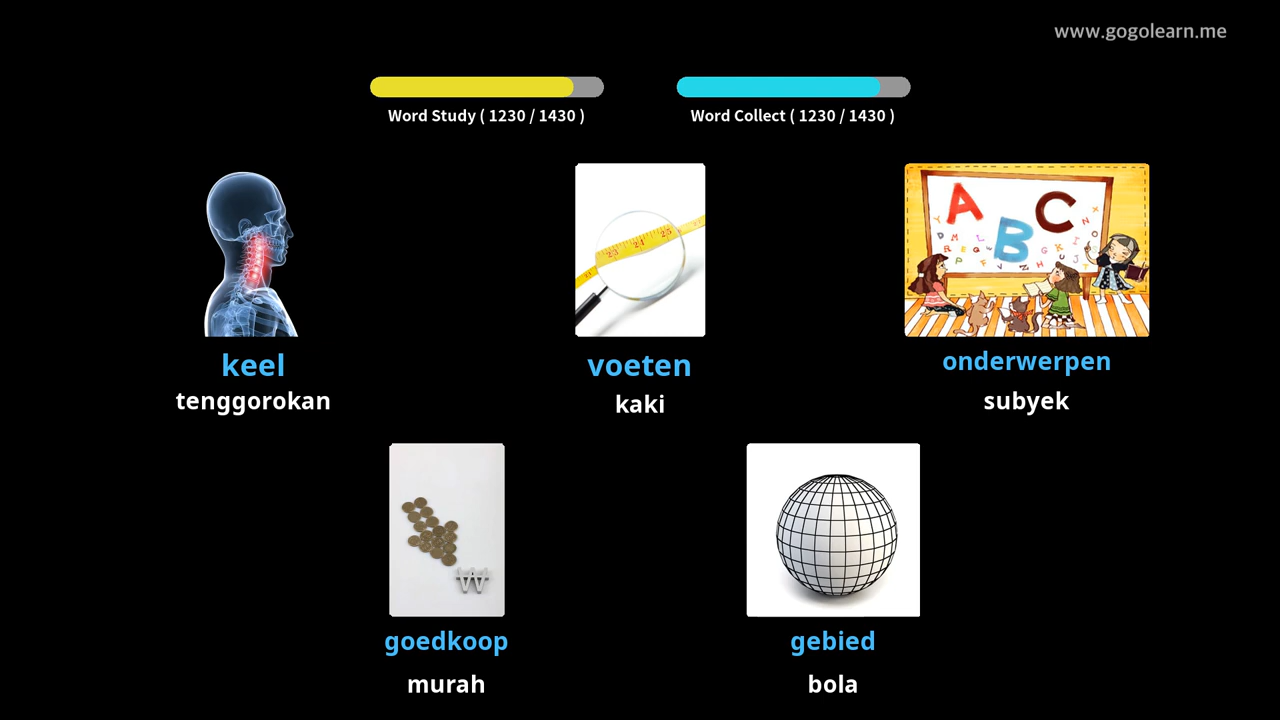 www.gogolearn.me
Word Study ( 1230 / 1430 )
Word Collect ( 1230 / 1430 )
A B C
keel
tenggorokan
voeten
kaki
onderwerpen
subyek
goedkoop
murah
gebied
bola